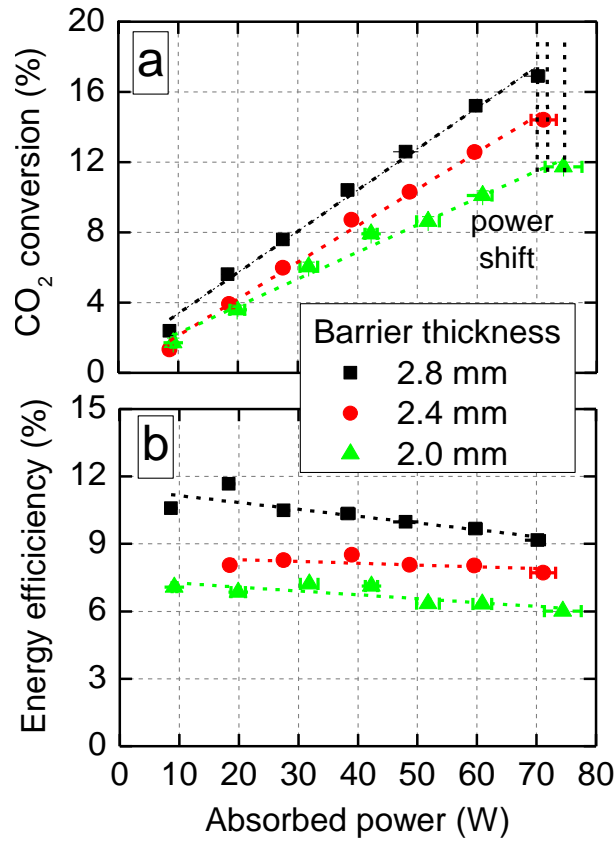 20
16
12
8
4
0
CO2 conversion (%)
a
power
shift
Barrier thickness
2.8 mm
2.4 mm
2.0 mm
15
12
9
6
3
0
Energy efficiciency (%)
b
0 10 20 30 40 50 60 70 80
Absorbed power (W)